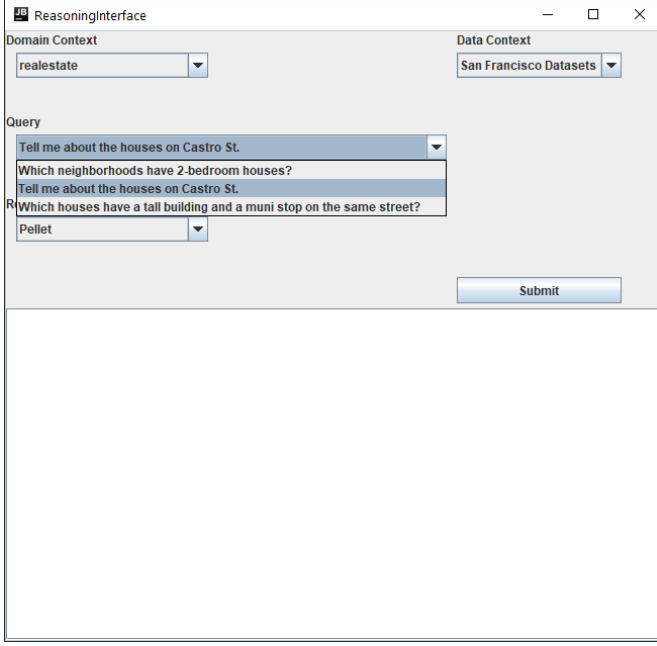 JB ReasoningInterface
Domain Context
Data Context
realestate
San Francisco Datasets
Query
Tell me about the houses on Castro St.
Which neighborhoods have 2-bedroom houses?
Tell me about the houses on Castro St.
Which houses have a tall building and a muni stop on the same street?
Pellet
Submit